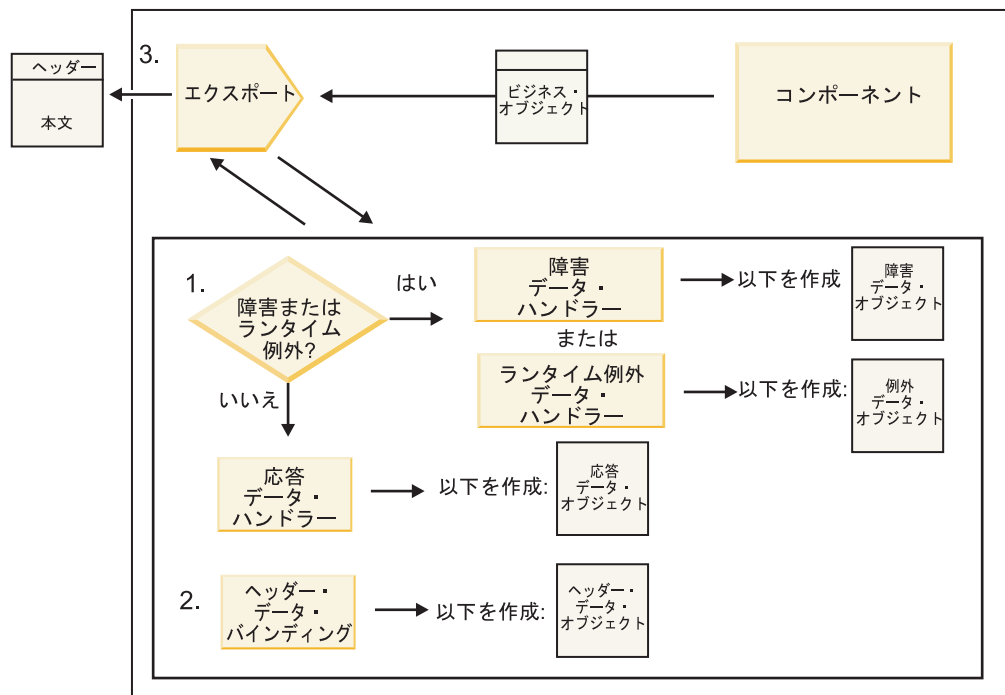 ヘッダー
本文
3.
エクスポート
ビジネス・
オブジェクト
コンポーネント
1.
障害または
ランタイム
例外?
はい
障害
データ・
ハンドラー
以下を作成
障害
データ・
オブジェクト
または
ランタイム例外
データ・
ハンドラー
以下を作成:
例外
データ・
オブジェクト
いいえ
応答
データ・
ハンドラー
以下を作成:
応答
データ・
オブジェクト
2.
ヘッダー・
データ・
バインディング
以下を作成:
ヘッダー・
データ・
オブジェクト